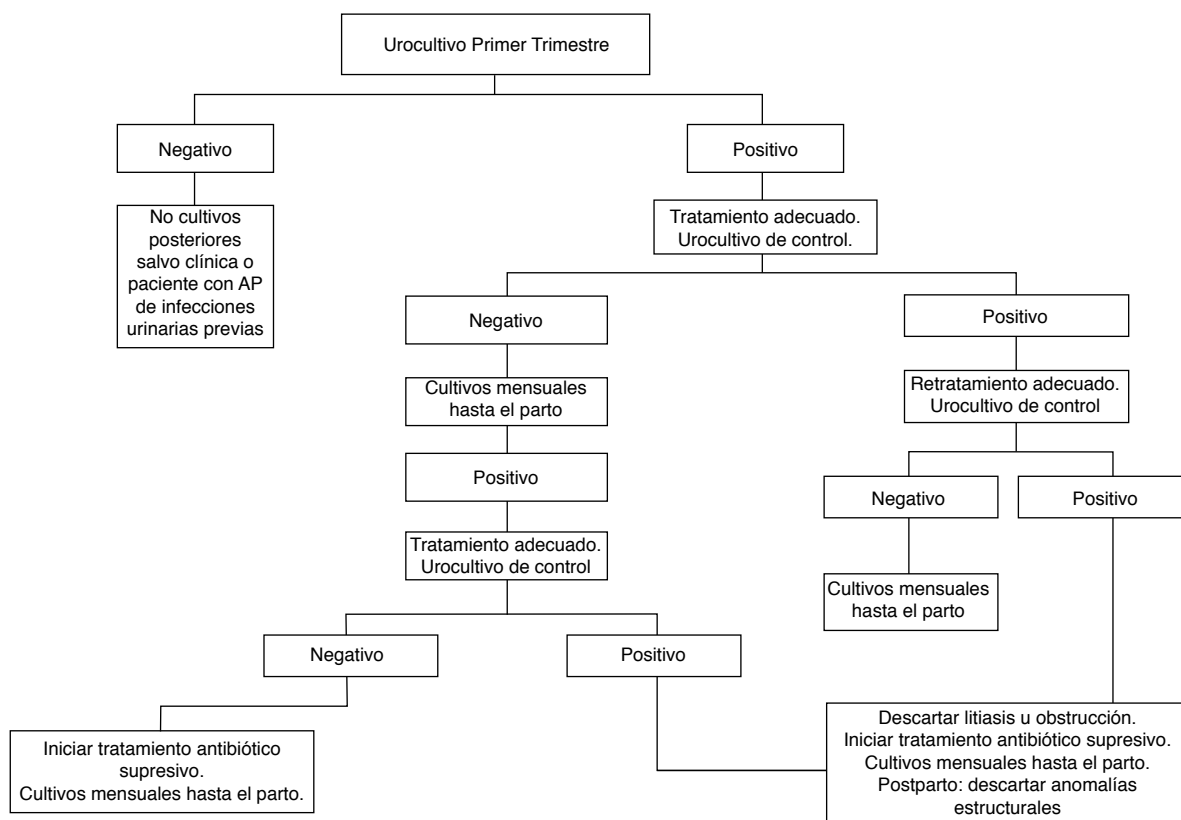 Urocultivo Primer Trimestre
Negativo
Positivo
No cultivos
posteriores
salvo clínica o
paciente con AP
de infecciones
urinarias previas
Tratamiento adecuado.
Urocultivo de control.
Negativo
Positivo
Cultivos mensuales
hasta el parto
Retratamiento adecuado.
Urocultivo de control
Positivo
Negativo
Positivo
Tratamiento adecuado.
Urocultivo de control
Cultivos mensuales
hasta el parto
Negativo
Positivo
Iniciar tratamiento antibiótico
supresivo.
Cultivos mensuales hasta el parto.
Descartar litiasis u obstrucción.
Iniciar tratamiento antibiótico supresivo.
Cultivos mensuales hasta el parto.
Postparto: descartar anomalías
estructurales